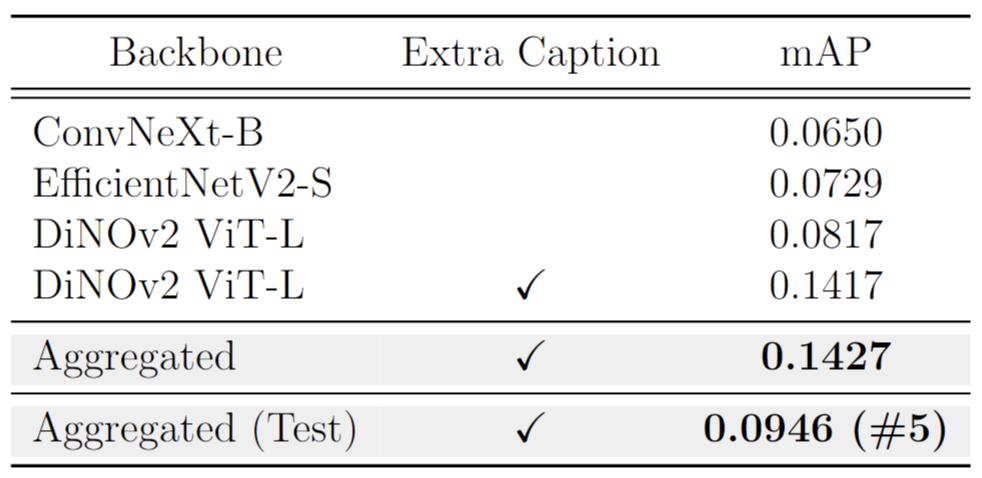 Backbone Extra Caption mAP
ConvNeXt-B 0.0650
EfficientNetV2-S 0.0729
DiNOv2 ViT-L 0.0817
DiNOv2 ViT-L ✓ 0.1417
Aggregated ✓ 0.1427
Aggregated (Test) ✓ 0.0946 (#5)